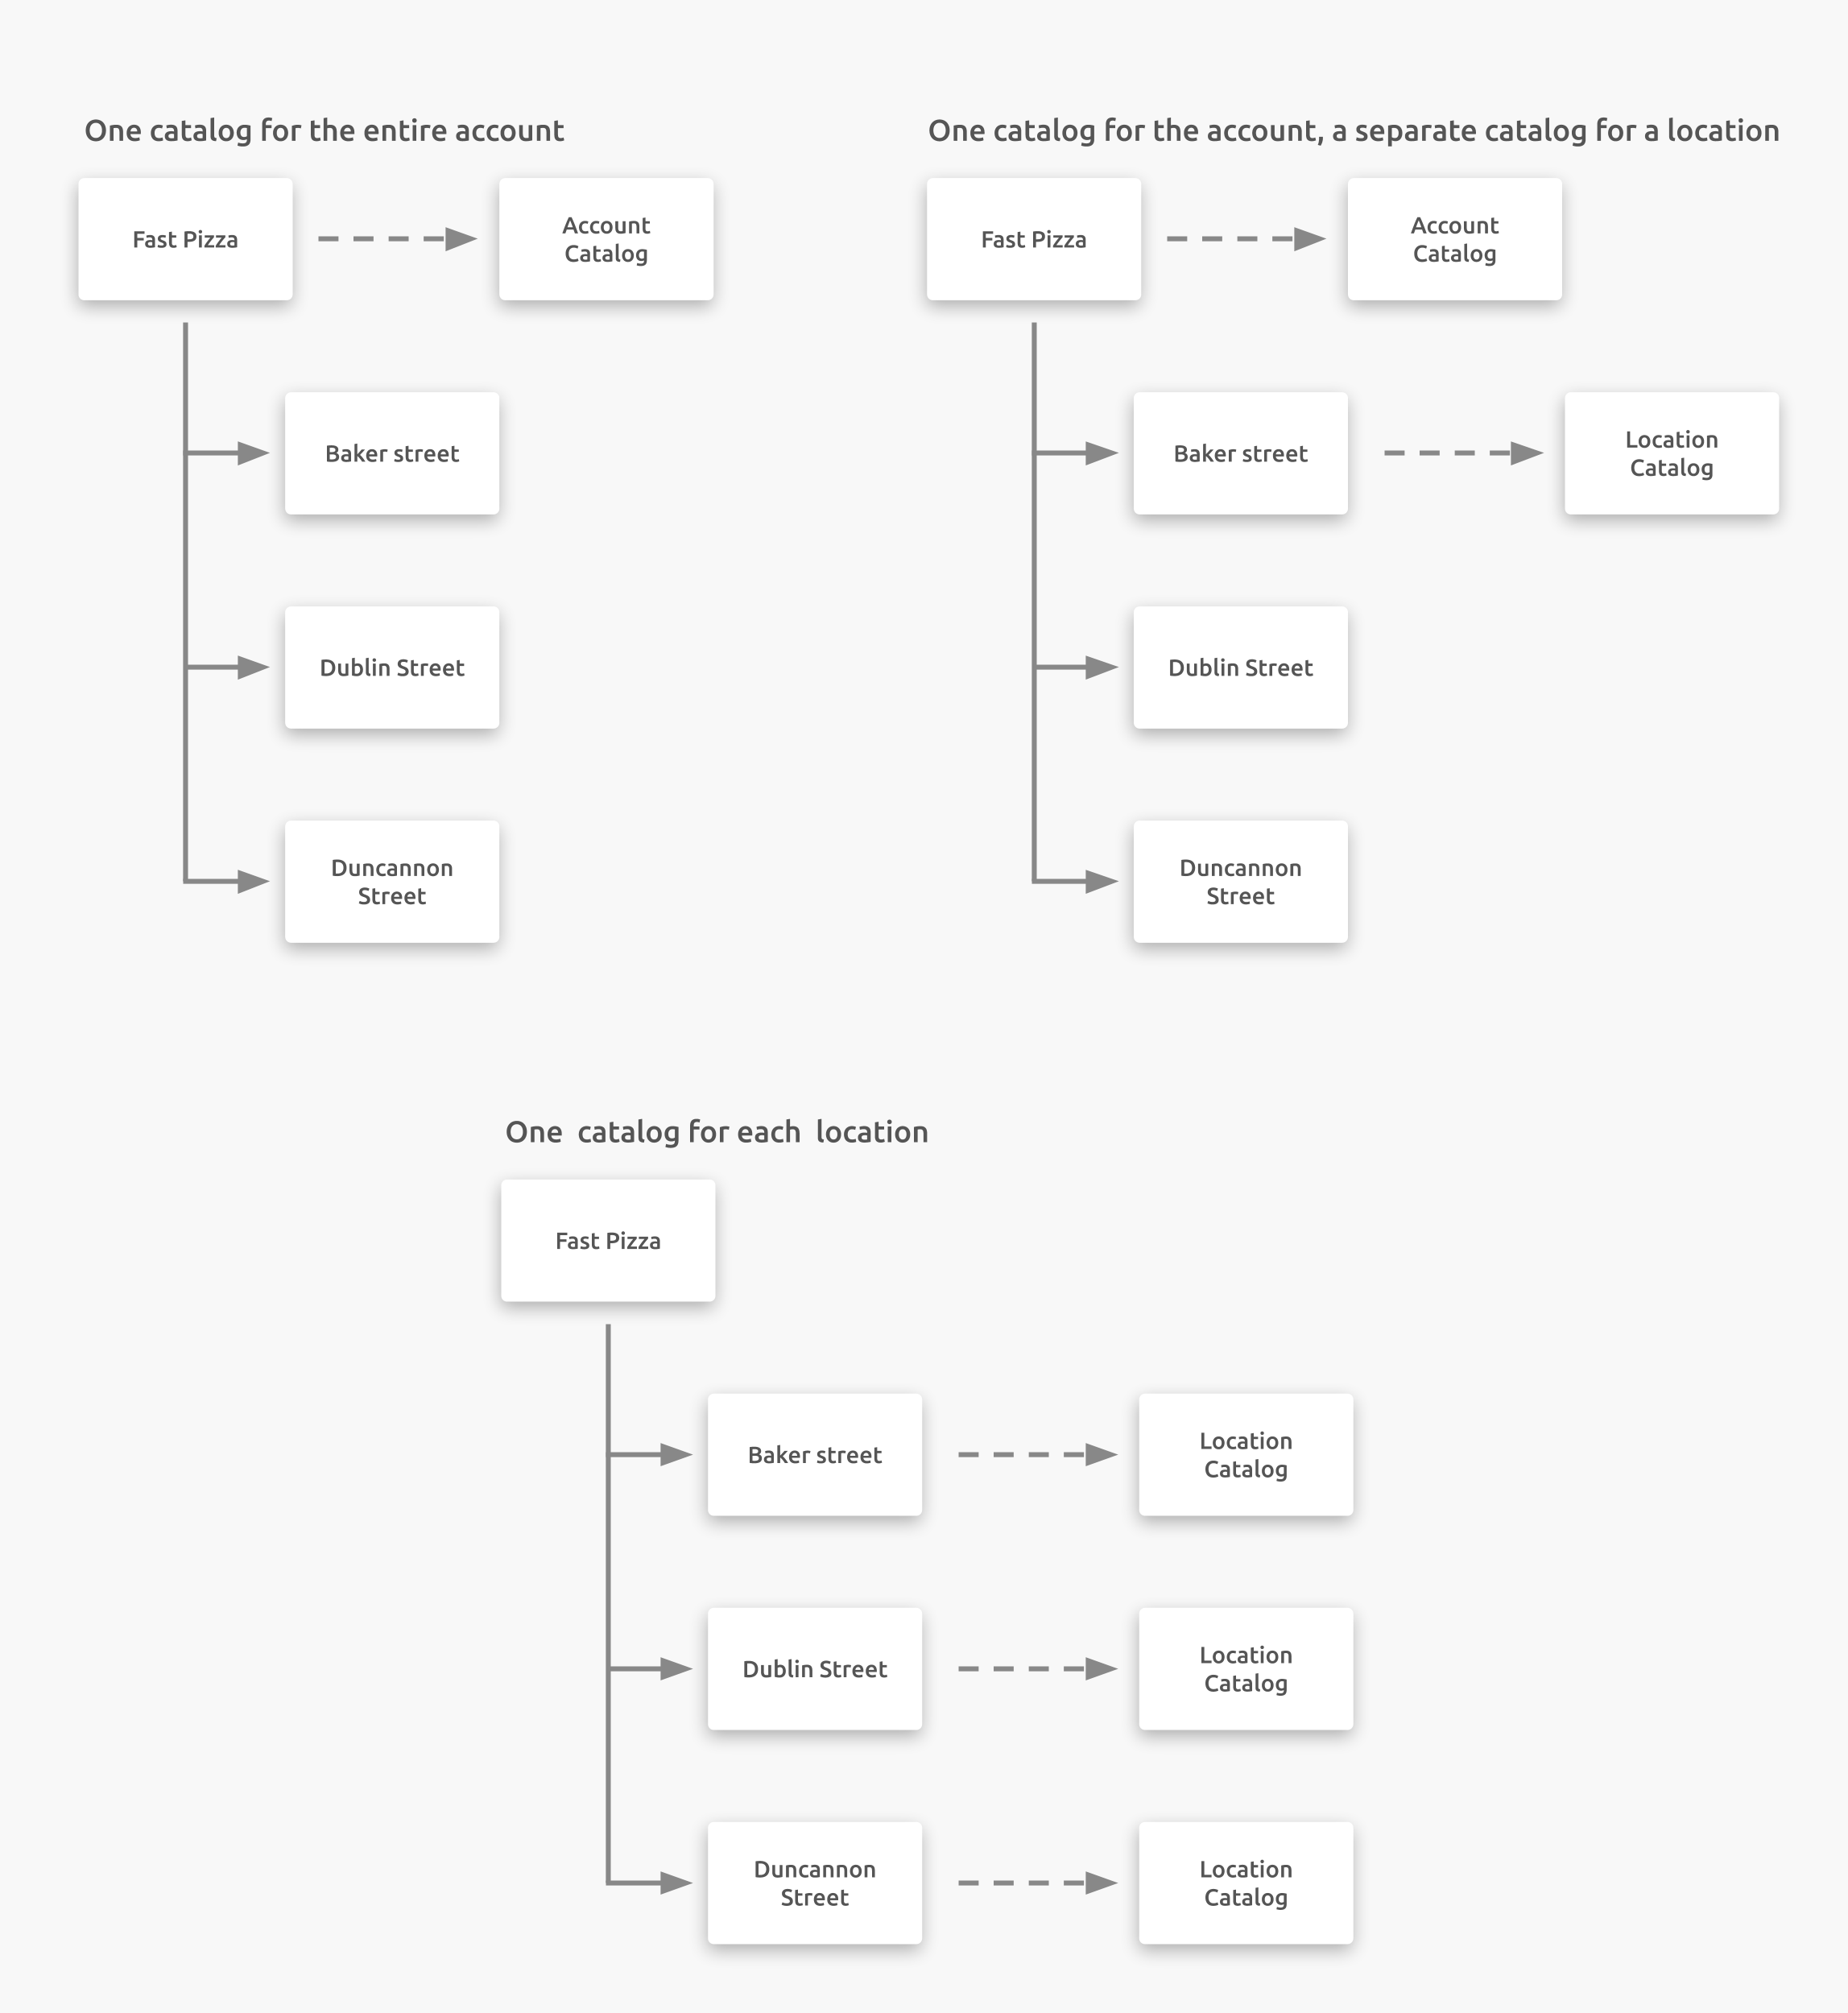 One catalog for the entire account
Fast Pizza
Account
Catalog
Baker street
Dublin Street
Duncannon
Street
One catalog for the account, a separate catalog for a location
Fast Pizza
Account
Catalog
Baker street
Location
Catalog
Dublin Street
Duncannon
Street
One  catalog for each  location
Fast Pizza
Baker street
Location
Catalog
Dublin Street
Location
Catalog
Duncannon
Street
Location
Catalog